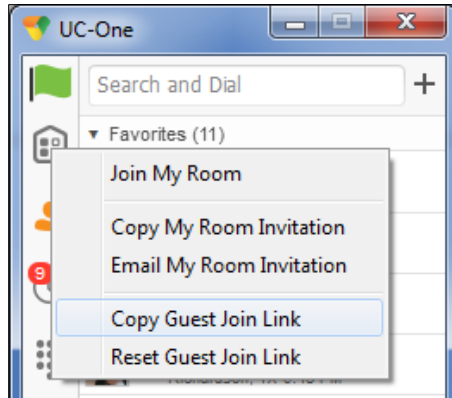 UC-One
Search and Dial
Favorites (11)
Join My Room
Copy My Room Invitation
Email My Room Invitation
9
Copy Guest Join Link
Reset Guest Join Link